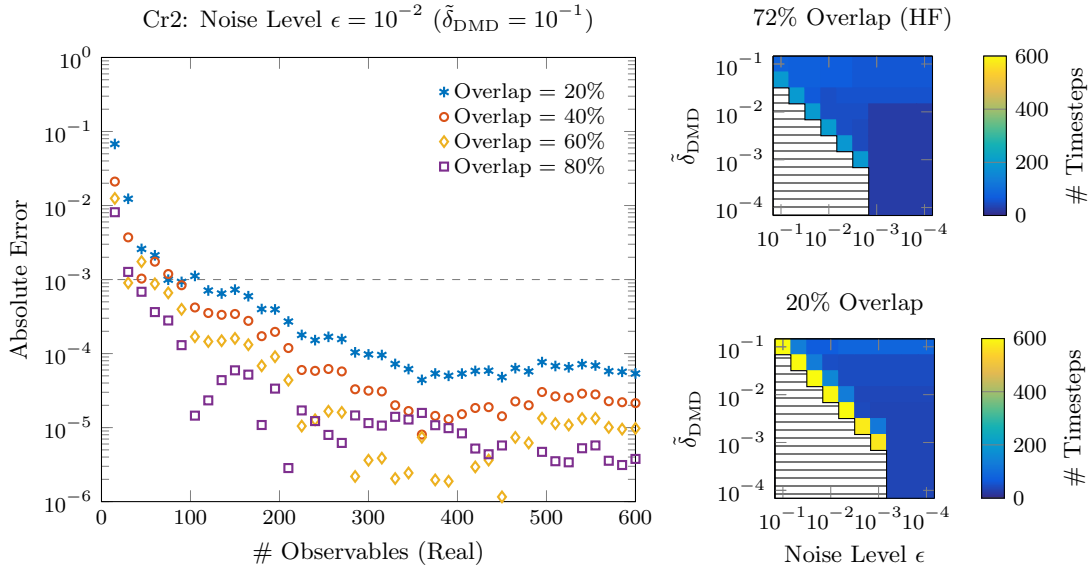 Cr2: Noise Level ϵ = 10⁻² (δ̃_DMD = 10⁻¹)
10⁰
10⁻¹
10⁻²
10⁻³
10⁻⁴
10⁻⁵
10⁻⁶
Absolute Error
Overlap = 20%
Overlap = 40%
Overlap = 60%
Overlap = 80%
0 100 200 300 400 500 600
# Observables (Real)
72% Overlap (HF)
10⁻¹
10⁻²
10⁻³
10⁻⁴
δ̃_DMD
10⁻¹ 10⁻² 10⁻³ 10⁻⁴
600
400
200
0
# Timesteps
20% Overlap
10⁻¹
10⁻²
10⁻³
10⁻⁴
δ̃_DMD
10⁻¹ 10⁻² 10⁻³ 10⁻⁴
Noise Level ϵ
600
400
200
0
# Timesteps